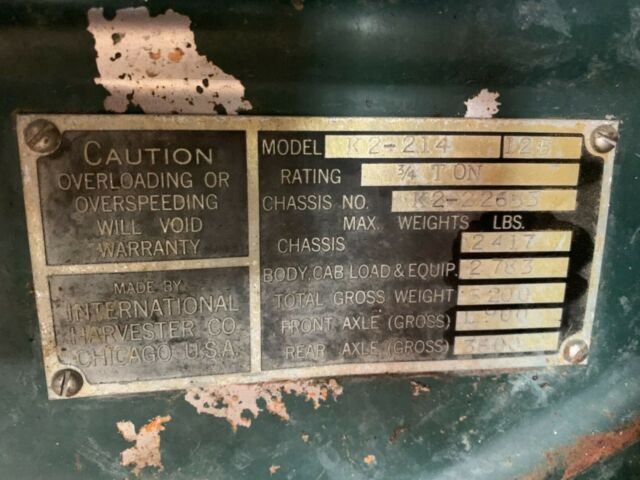 CAUTION
OVERLOADING OR
OVERSPEEDING
WILL VOID
WARRANTY
MADE BY
INTERNATIONAL
HARVESTER CO.
CHICAGO U.S.A.
MODEL K2-214 125
RATING 3/4 TON
CHASSIS NO.
MAX. WEIGHTS LBS.
CHASSIS 2417
BODY, CAB LOAD & EQUIP. 2783
TOTAL GROSS WEIGHT 5200
FRONT AXLE (GROSS)
REAR AXLE (GROSS)